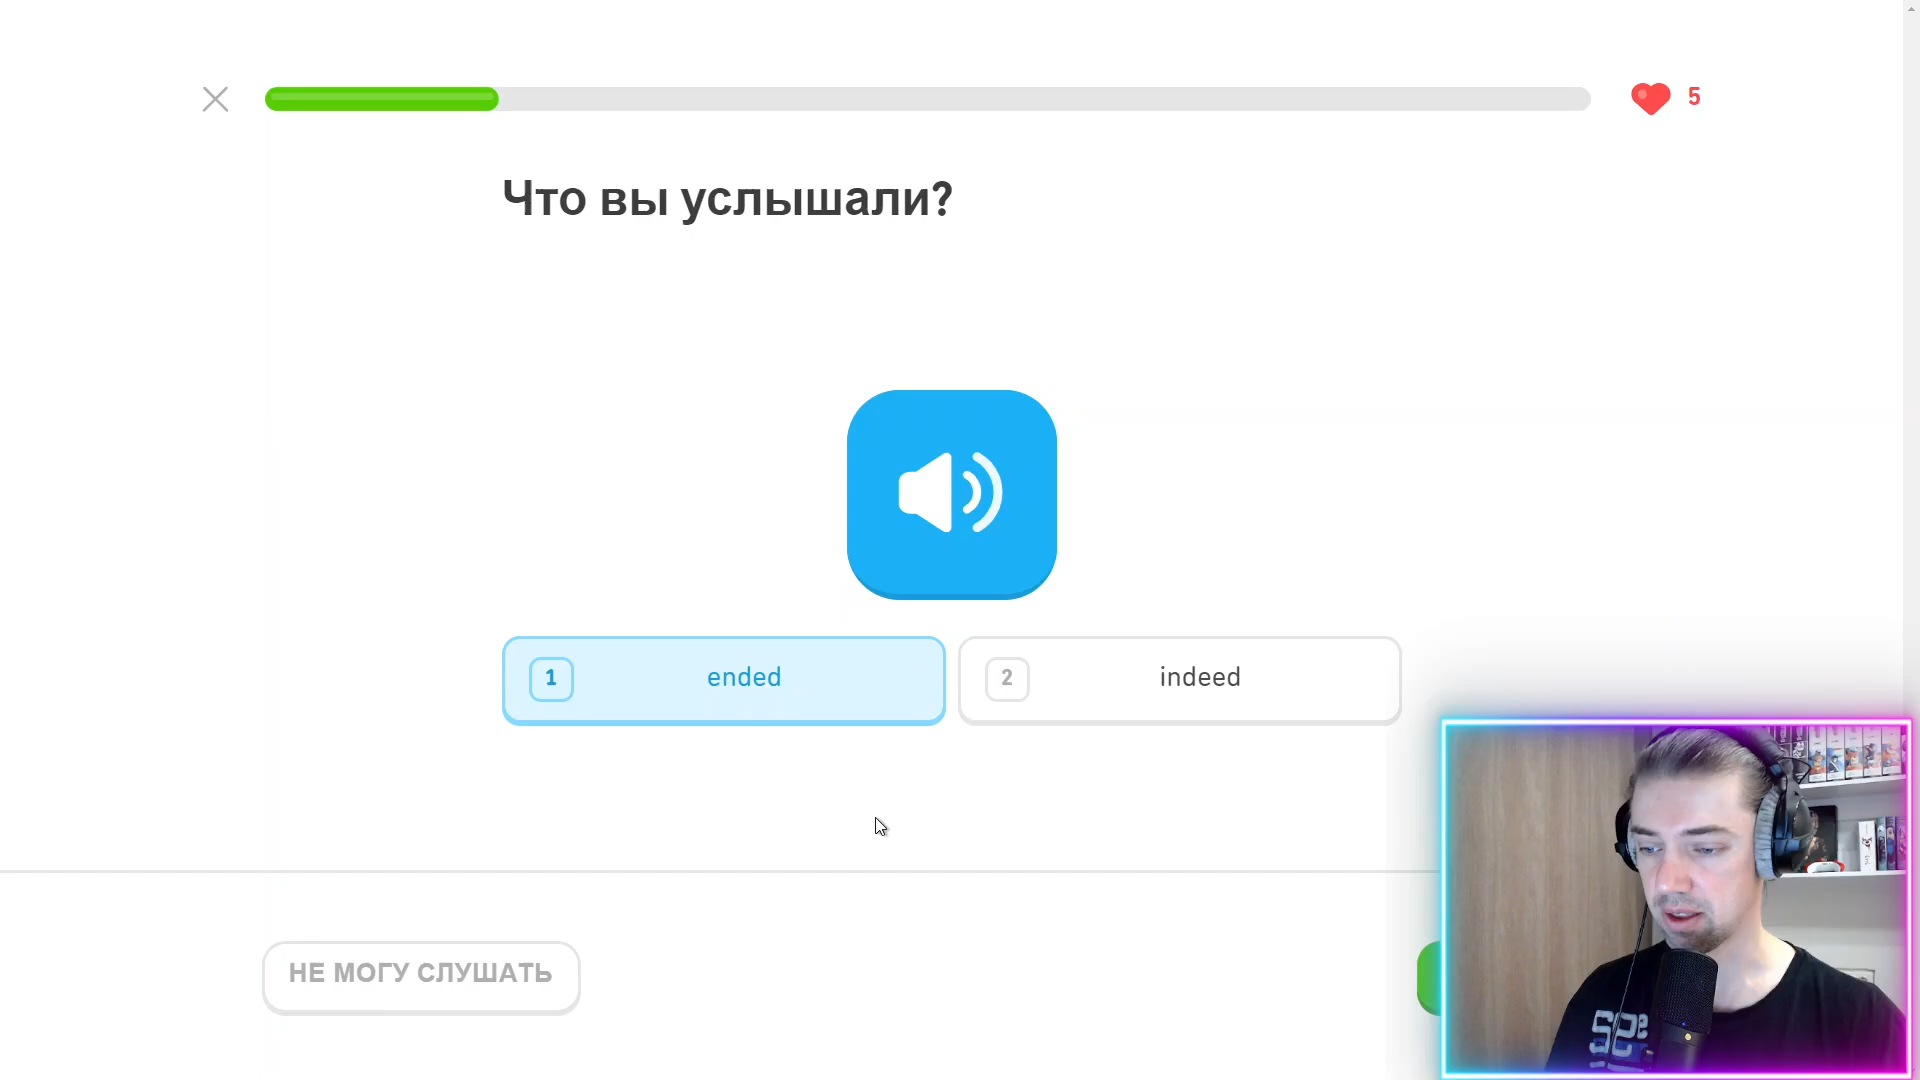 5
Что вы услышали?
1 ended
2 indeed
НЕ МОГУ СЛУШАТЬ